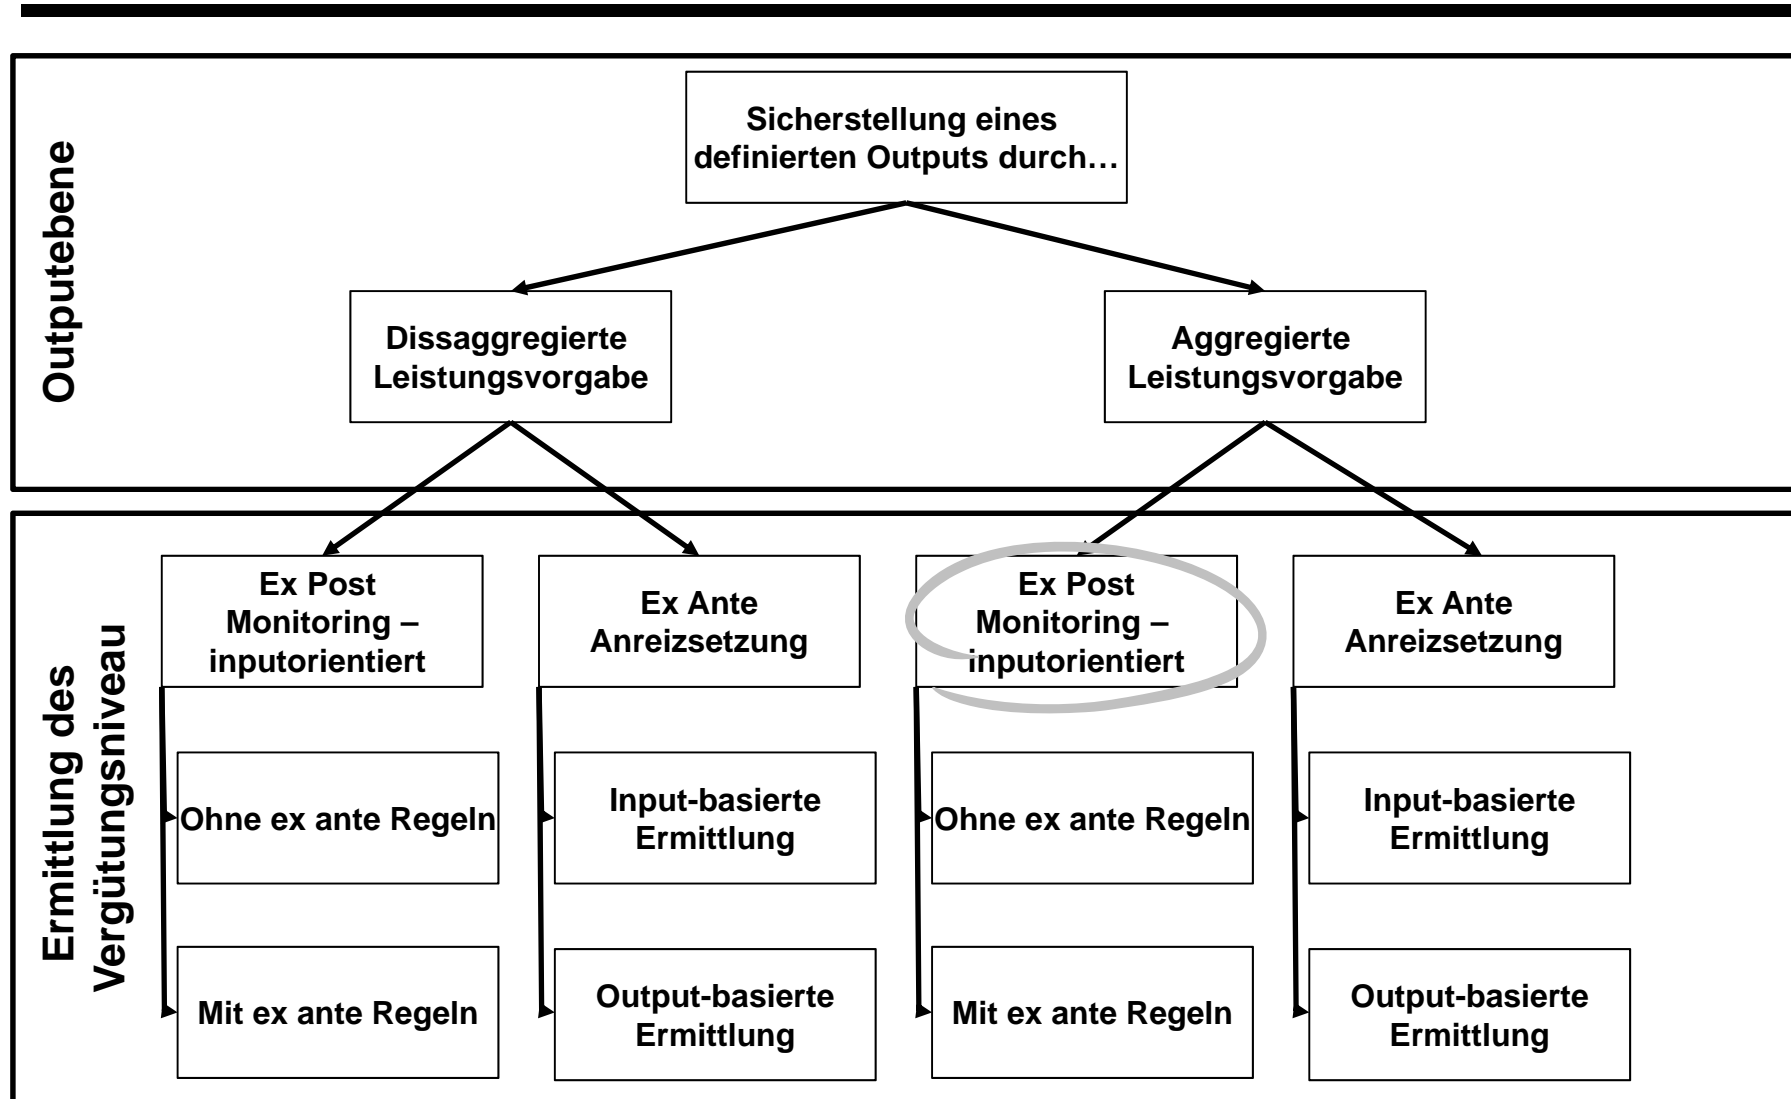 Outputebene
Sicherstellung eines
definierten Outputs durch…
Dissaggregierte
Leistungsvorgabe
Aggregierte
Leistungsvorgabe
Ermittlung des
Vergütungsniveau
Ex Post
Monitoring –
inputorientiert
Ex Ante
Anreizsetzung
Ex Post
Monitoring –
inputorientiert
Ex Ante
Anreizsetzung
Ohne ex ante Regeln
Input-basierte
Ermittlung
Ohne ex ante Regeln
Input-basierte
Ermittlung
Mit ex ante Regeln
Output-basierte
Ermittlung
Mit ex ante Regeln
Output-basierte
Ermittlung